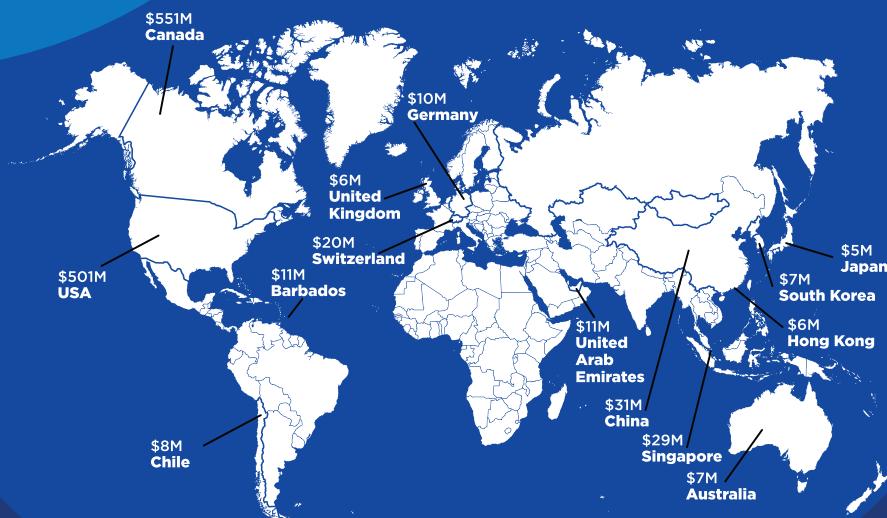 $551M
Canada
$10M
Germany
$6M
United
Kingdom
$20M
Switzerland
$501M
USA
$11M
Barbados
$5M
Japan
$7M
South Korea
$6M
Hong Kong
$11M
United
Arab
Emirates
$31M
China
$29M
Singapore
$8M
Chile
$7M
Australia